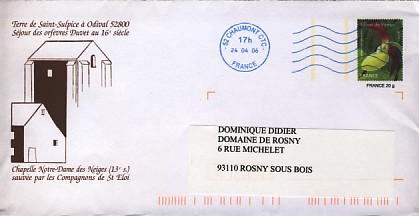 Terre de Saint-Sulpice à Odival 52800
Séjour des orfèvres Duvet au 16e siècle
52 CHAUMONT CTC
17h
24 04 06
FRANCE
FRANCE
FRANCE 20 g
DOMINIQUE DIDIER
DOMAINE DE ROSNY
6 RUE MICHELET
93110 ROSNY SOUS BOIS
Chapelle Notre-Dame des Neiges (13e s.)
sauvée par les Compagnons de St Eloi